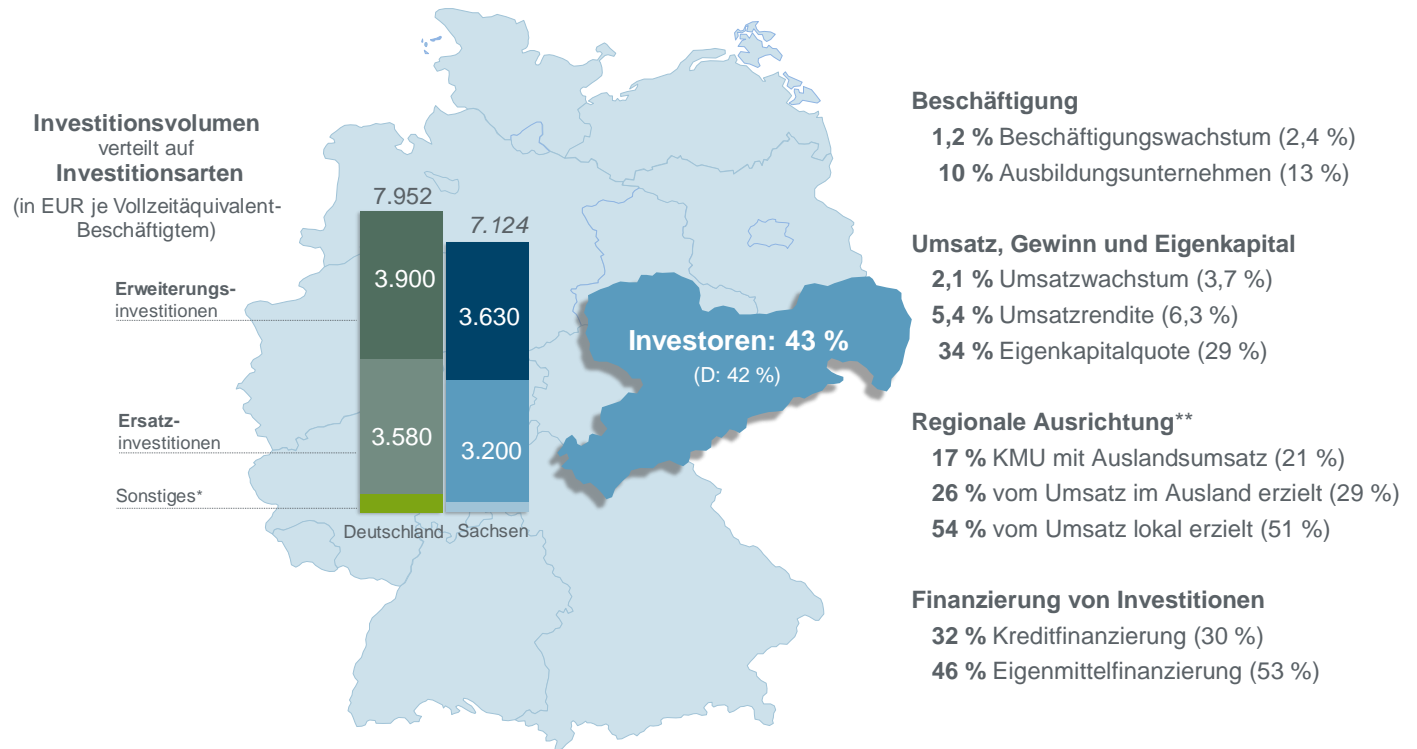 Investitionsvolumen
verteilt auf
Investitionsarten
(in EUR je Vollzeitäquivalent-
Beschäftigtem)
7.952
7.124
Erweiterungs-
investitionen
3.900
3.630
Ersatz-
investitionen
3.580
3.200
Sonstiges*
Deutschland
Sachsen
Investoren: 43 %
(D: 42 %)
Beschäftigung
1,2 % Beschäftigungswachstum (2,4 %)
10 % Ausbildungsunternehmen (13 %)
Umsatz, Gewinn und Eigenkapital
2,1 % Umsatzwachstum (3,7 %)
5,4 % Umsatzrendite (6,3 %)
34 % Eigenkapitalquote (29 %)
Regionale Ausrichtung**
17 % KMU mit Auslandsumsatz (21 %)
26 % vom Umsatz im Ausland erzielt (29 %)
54 % vom Umsatz lokal erzielt (51 %)
Finanzierung von Investitionen
32 % Kreditfinanzierung (30 %)
46 % Eigenmittelfinanzierung (53 %)